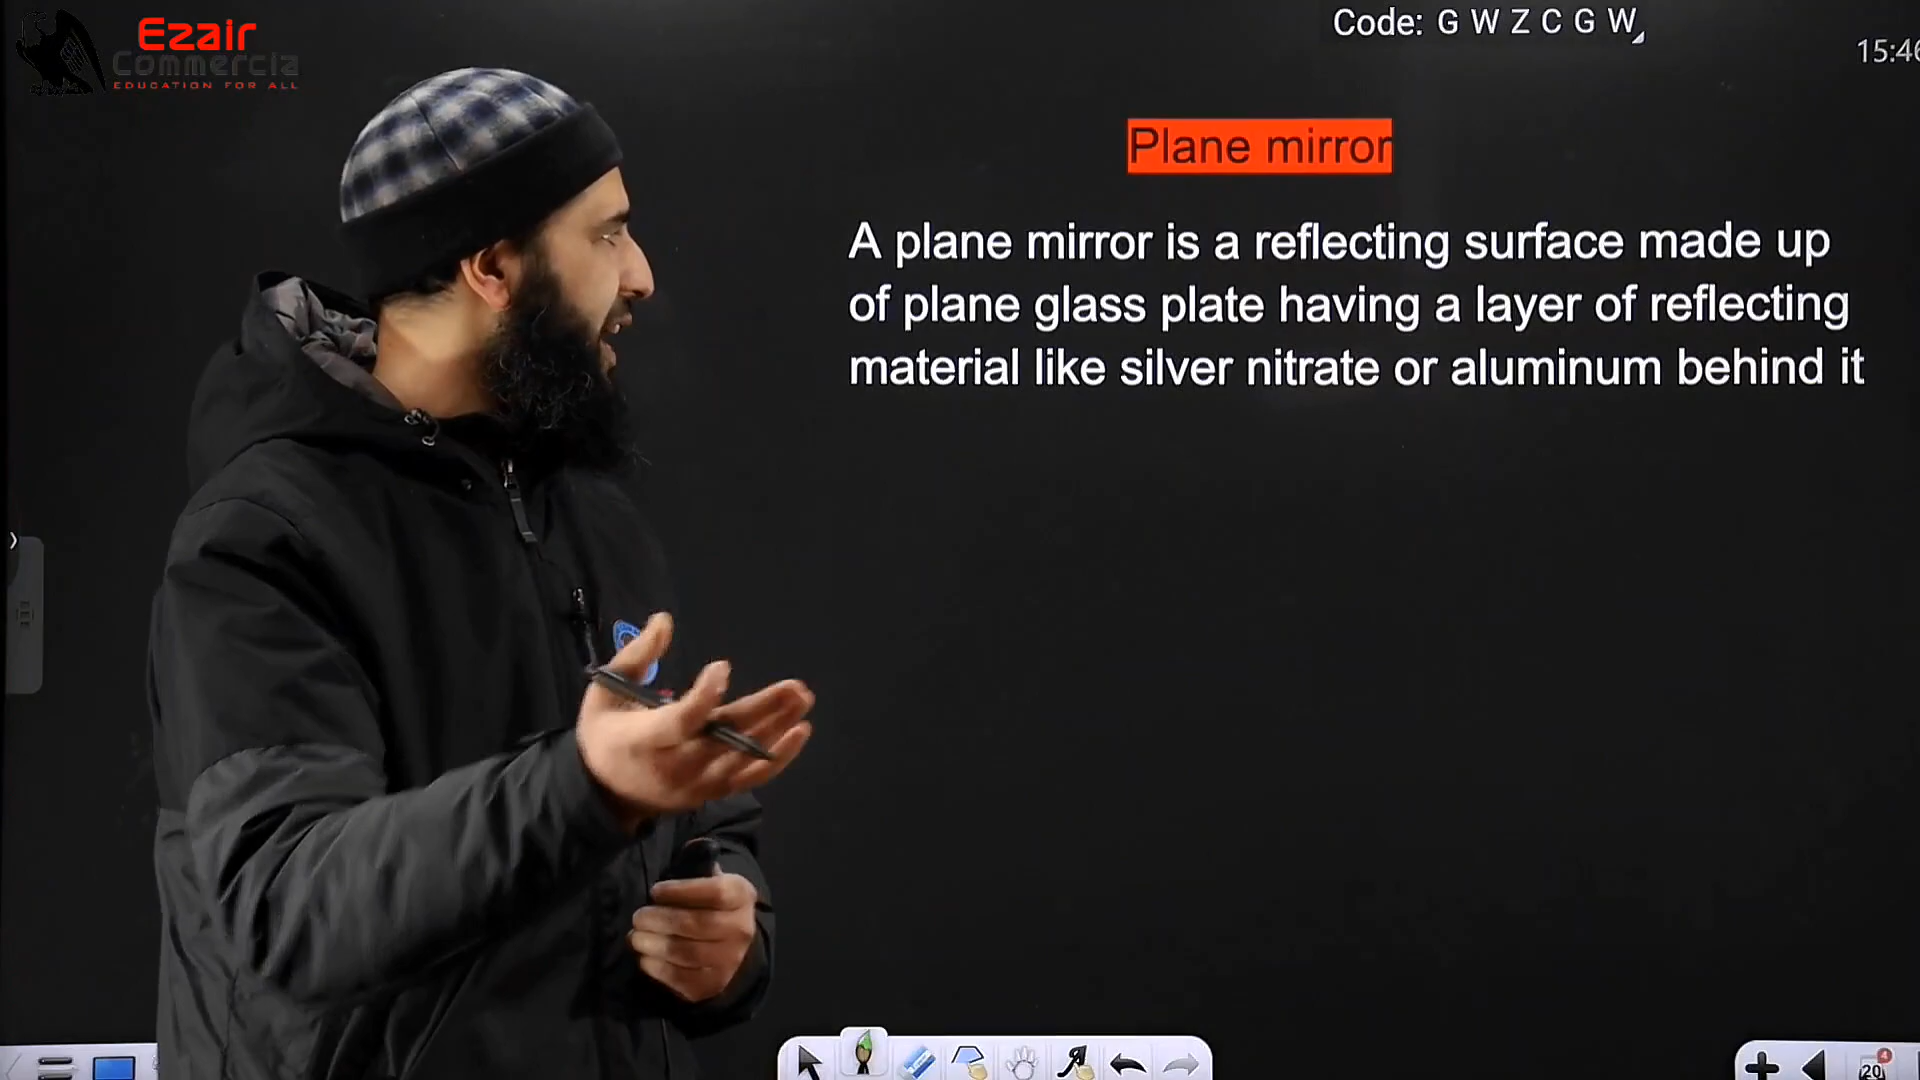 Ezair
Commercia
EDUCATION FOR ALL
Code: G W Z C G W
15:46
Plane mirror
A plane mirror is a reflecting surface made up
of plane glass plate having a layer of reflecting
material like silver nitrate or aluminum behind it
4
20